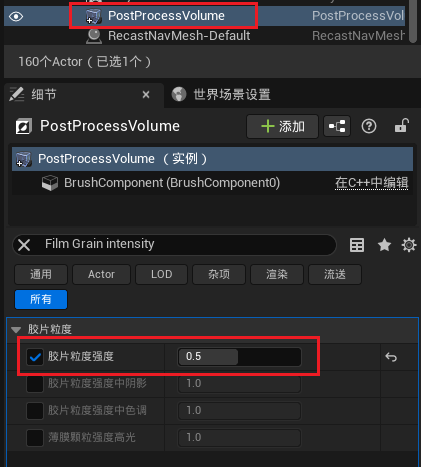 PostProcessVolume PostProcessVol
RecastNavMesh-Default RecastNavMesh
160个Actor（已选1个）
细节 × 世界场景设置
PostProcessVolume 添加
PostProcessVolume （实例）
BrushComponent (BrushComponent0) 在C++中编辑
Film Grain intensity
通用 Actor LOD 杂项 渲染 流送
所有
胶片粒度
胶片粒度强度 0.5
胶片粒度强度中阴影 1.0
胶片粒度强度中色调 1.0
薄膜颗粒强度高光 1.0